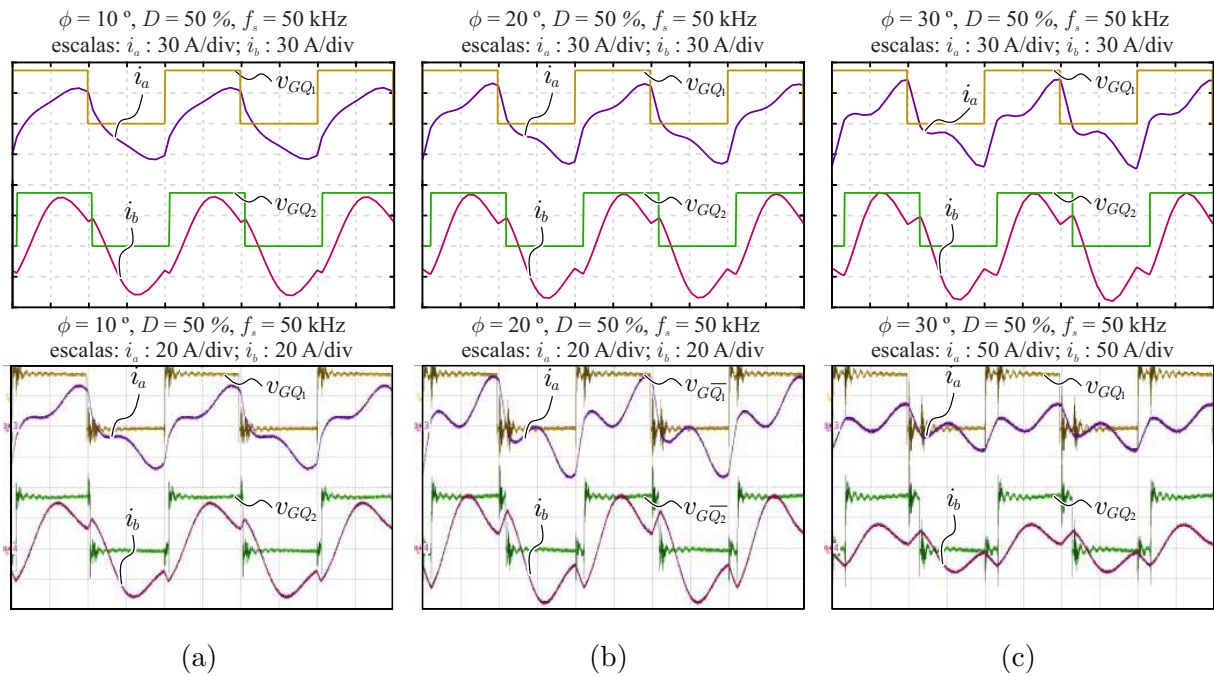 ϕ = 10 º, D = 50 %, fs = 50 kHz
escalas: ia : 30 A/div; ib : 30 A/div
ia
vGQ1
vGQ2
ib
ϕ = 20 º, D = 50 %, fs = 50 kHz
escalas: ia : 30 A/div; ib : 30 A/div
ia
vGQ1
vGQ2
ib
ϕ = 30 º, D = 50 %, fs = 50 kHz
escalas: ia : 30 A/div; ib : 30 A/div
ia
vGQ1
vGQ2
ib
ϕ = 10 º, D = 50 %, fs = 50 kHz
escalas: ia : 20 A/div; ib : 20 A/div
ia
vGQ1
vGQ2
ib
ϕ = 20 º, D = 50 %, fs = 50 kHz
escalas: ia : 20 A/div; ib : 20 A/div
ia
vGQ1
vGQ2
ib
ϕ = 30 º, D = 50 %, fs = 50 kHz
escalas: ia : 50 A/div; ib : 50 A/div
ia
vGQ1
vGQ2
ib
(a)
(b)
(c)